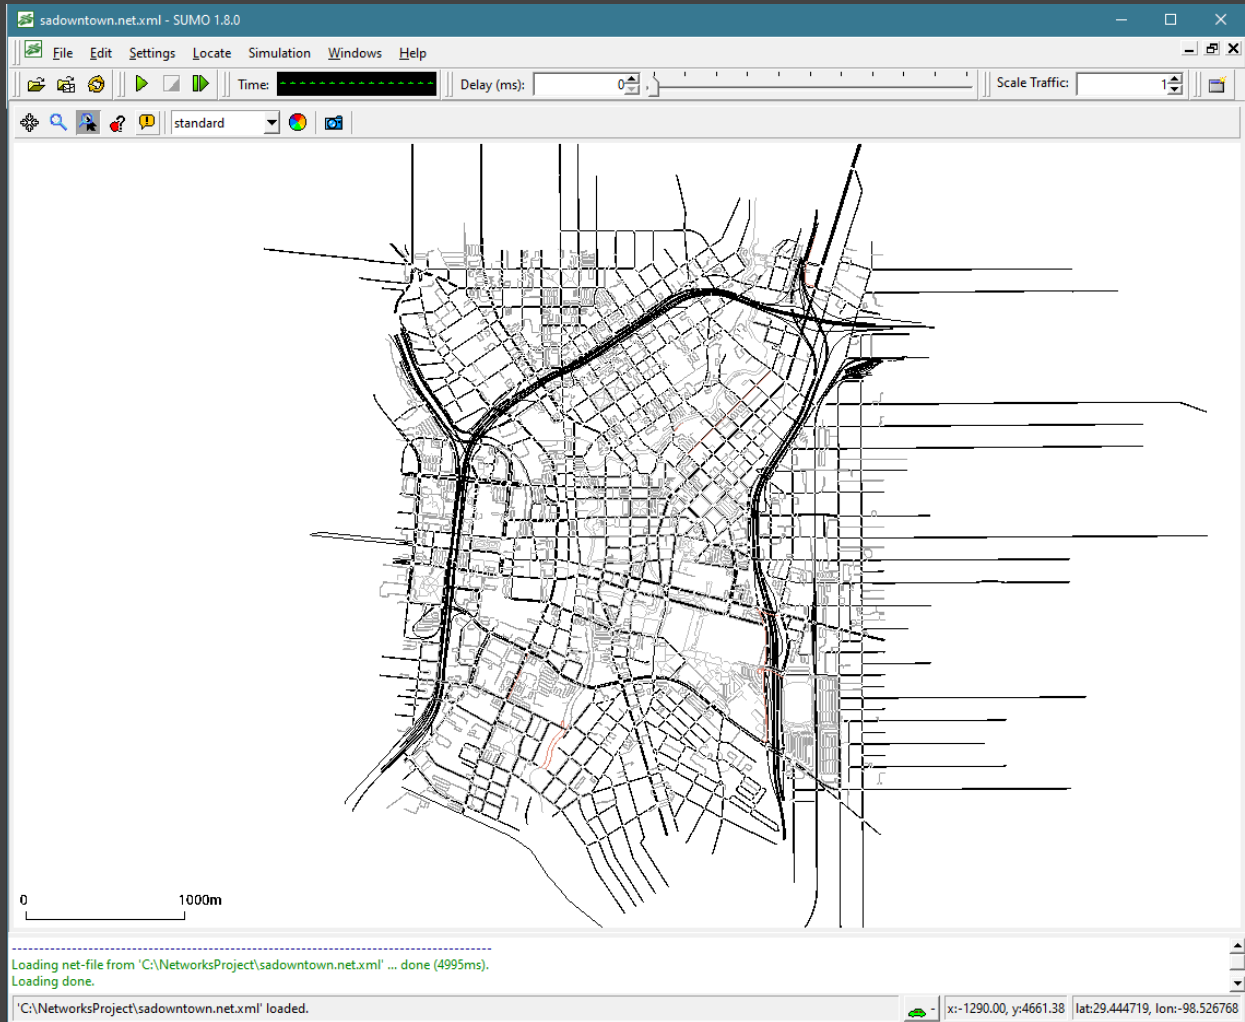 sadowntown.net.xml - SUMO 1.8.0
File Edit Settings Locate Simulation Windows Help
Time: Delay (ms): 0 Scale Traffic: 1
standard
0 1000m
Loading net-file from 'C:\NetworksProject\sadowntown.net.xml' ... done (4995ms).
Loading done.
'C:\NetworksProject\sadowntown.net.xml' loaded. x:-1290.00, y:4661.38 lat:29.444719, lon:-98.526768